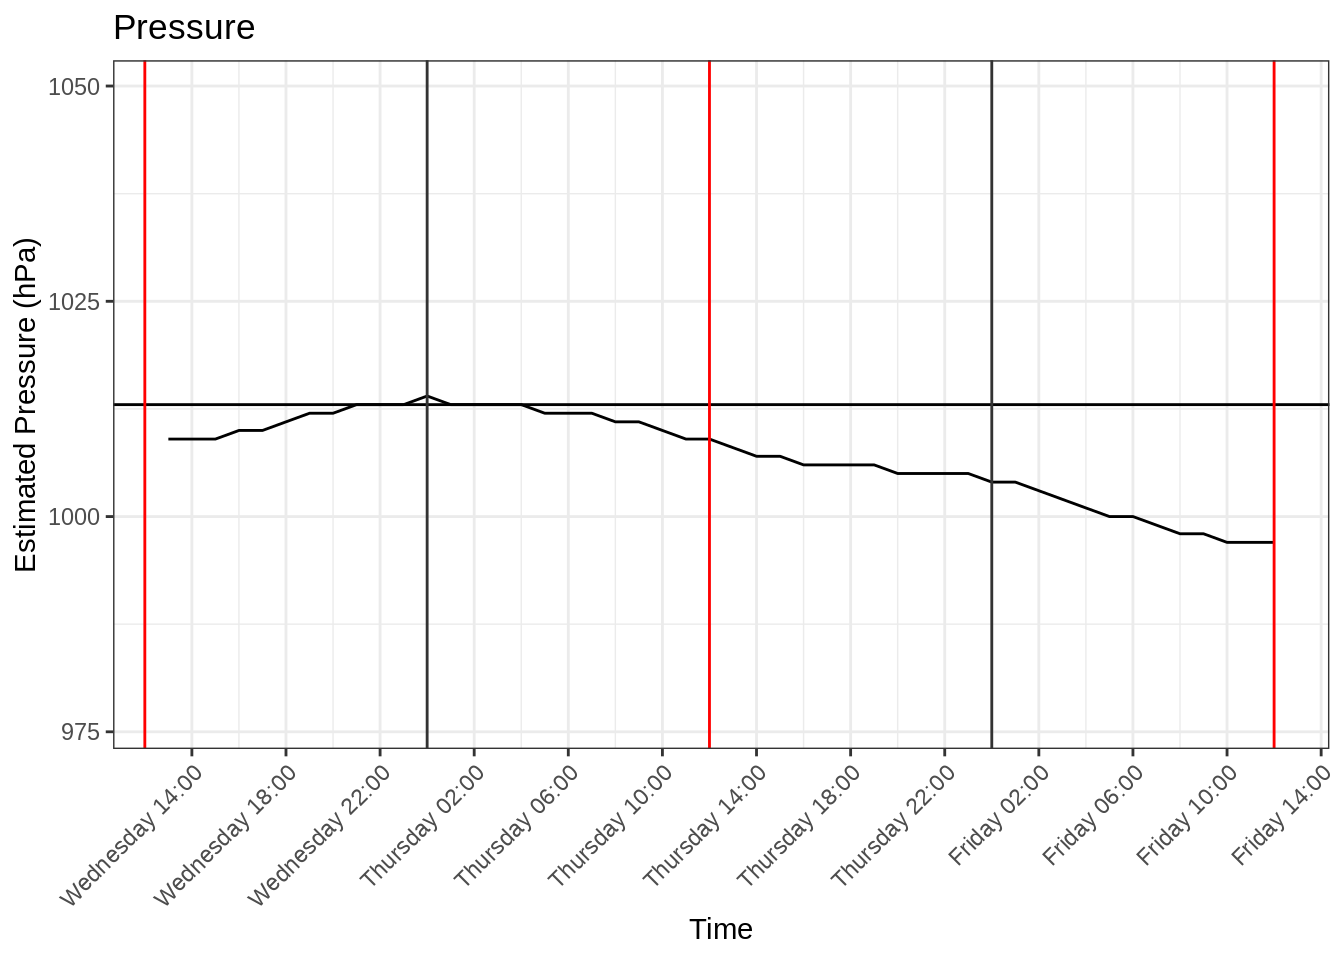 Pressure
Estimated Pressure (hPa)
1050
1025
1000
975
Wednesday 14:00
Wednesday 18:00
Wednesday 22:00
Thursday 02:00
Thursday 06:00
Thursday 10:00
Thursday 14:00
Thursday 18:00
Thursday 22:00
Friday 02:00
Friday 06:00
Friday 10:00
Friday 14:00
Time